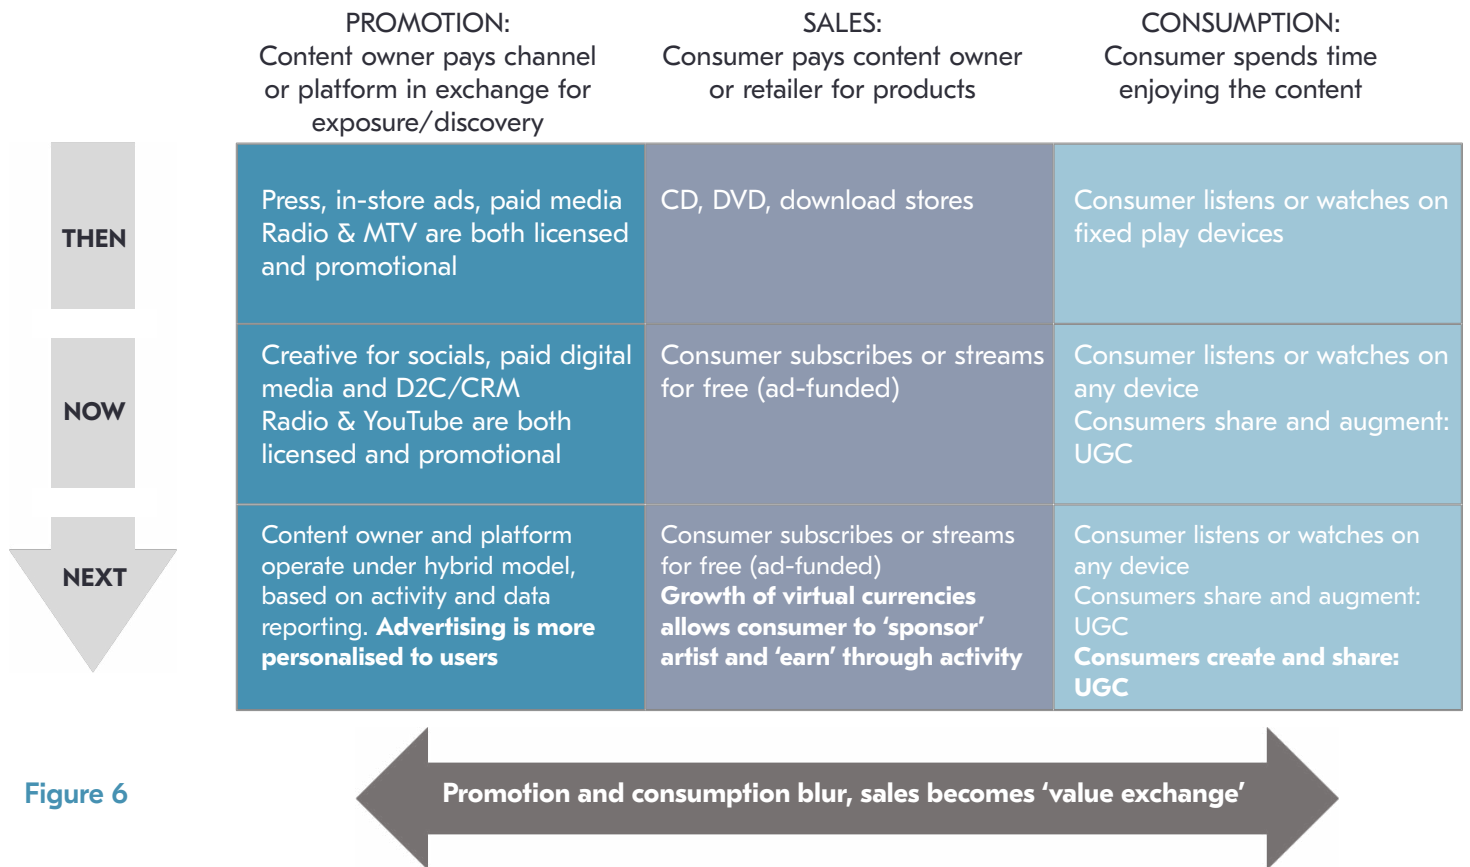 PROMOTION:
Content owner pays channel
or platform in exchange for
exposure/discovery
SALES:
Consumer pays content owner
or retailer for products
CONSUMPTION:
Consumer spends time
enjoying the content
THEN
Press, in-store ads, paid media
Radio & MTV are both licensed
and promotional
CD, DVD, download stores
Consumer listens or watches on
fixed play devices
NOW
Creative for socials, paid digital
media and D2C/CRM
Radio & YouTube are both
licensed and promotional
Consumer subscribes or streams
for free (ad-funded)
Consumer listens or watches on
any device
Consumers share and augment:
UGC
NEXT
Content owner and platform
operate under hybrid model,
based on activity and data
reporting. Advertising is more
personalised to users
Consumer subscribes or streams
for free (ad-funded)
Growth of virtual currencies
allows consumer to ‘sponsor’
artist and ‘earn’ through activity
Consumer listens or watches on
any device
Consumers share and augment:
UGC
Consumers create and share:
UGC
Figure 6
Promotion and consumption blur, sales becomes ‘value exchange’